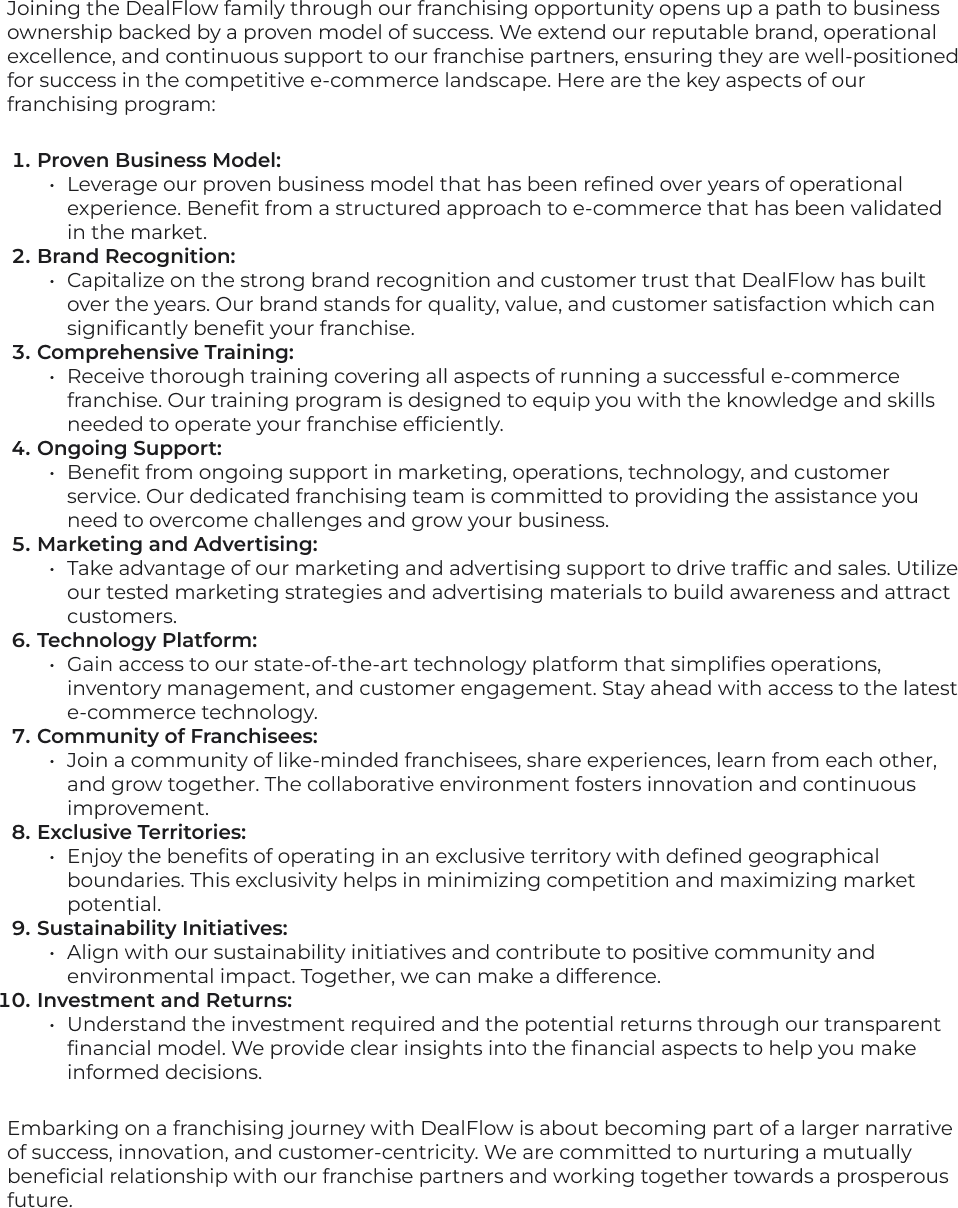 Joining the DealFlow family through our franchising opportunity opens up a path to business
ownership backed by a proven model of success. We extend our reputable brand, operational
excellence, and continuous support to our franchise partners, ensuring they are well-positioned
for success in the competitive e-commerce landscape. Here are the key aspects of our
franchising program:
1. Proven Business Model:
• Leverage our proven business model that has been refined over years of operational
experience. Benefit from a structured approach to e-commerce that has been validated
in the market.
2. Brand Recognition:
• Capitalize on the strong brand recognition and customer trust that DealFlow has built
over the years. Our brand stands for quality, value, and customer satisfaction which can
significantly benefit your franchise.
3. Comprehensive Training:
• Receive thorough training covering all aspects of running a successful e-commerce
franchise. Our training program is designed to equip you with the knowledge and skills
needed to operate your franchise efficiently.
4. Ongoing Support:
• Benefit from ongoing support in marketing, operations, technology, and customer
service. Our dedicated franchising team is committed to providing the assistance you
need to overcome challenges and grow your business.
5. Marketing and Advertising:
• Take advantage of our marketing and advertising support to drive traffic and sales. Utilize
our tested marketing strategies and advertising materials to build awareness and attract
customers.
6. Technology Platform:
• Gain access to our state-of-the-art technology platform that simplifies operations,
inventory management, and customer engagement. Stay ahead with access to the latest
e-commerce technology.
7. Community of Franchisees:
• Join a community of like-minded franchisees, share experiences, learn from each other,
and grow together. The collaborative environment fosters innovation and continuous
improvement.
8. Exclusive Territories:
• Enjoy the benefits of operating in an exclusive territory with defined geographical
boundaries. This exclusivity helps in minimizing competition and maximizing market
potential.
9. Sustainability Initiatives:
• Align with our sustainability initiatives and contribute to positive community and
environmental impact. Together, we can make a difference.
10. Investment and Returns:
• Understand the investment required and the potential returns through our transparent
financial model. We provide clear insights into the financial aspects to help you make
informed decisions.
Embarking on a franchising journey with DealFlow is about becoming part of a larger narrative
of success, innovation, and customer-centricity. We are committed to nurturing a mutually
beneficial relationship with our franchise partners and working together towards a prosperous
future.